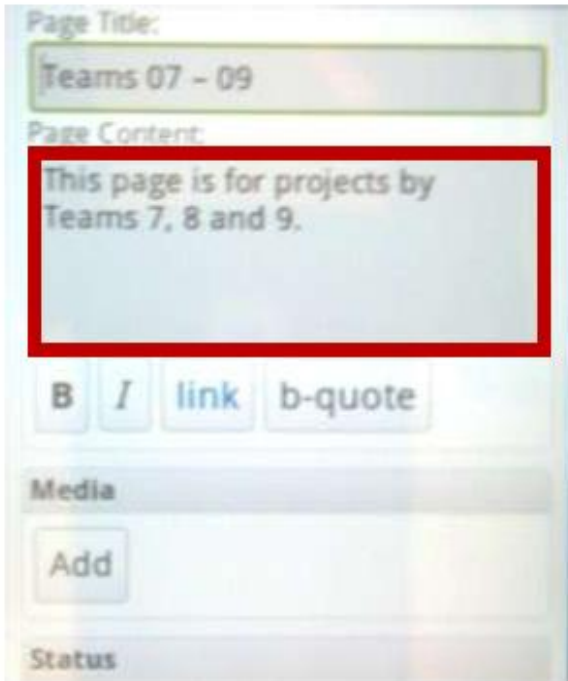 Page Title:
Teams 07 – 09
Page Content:
This page is for projects by
Teams 7, 8 and 9.
B I link b-quote
Media
Add
Status